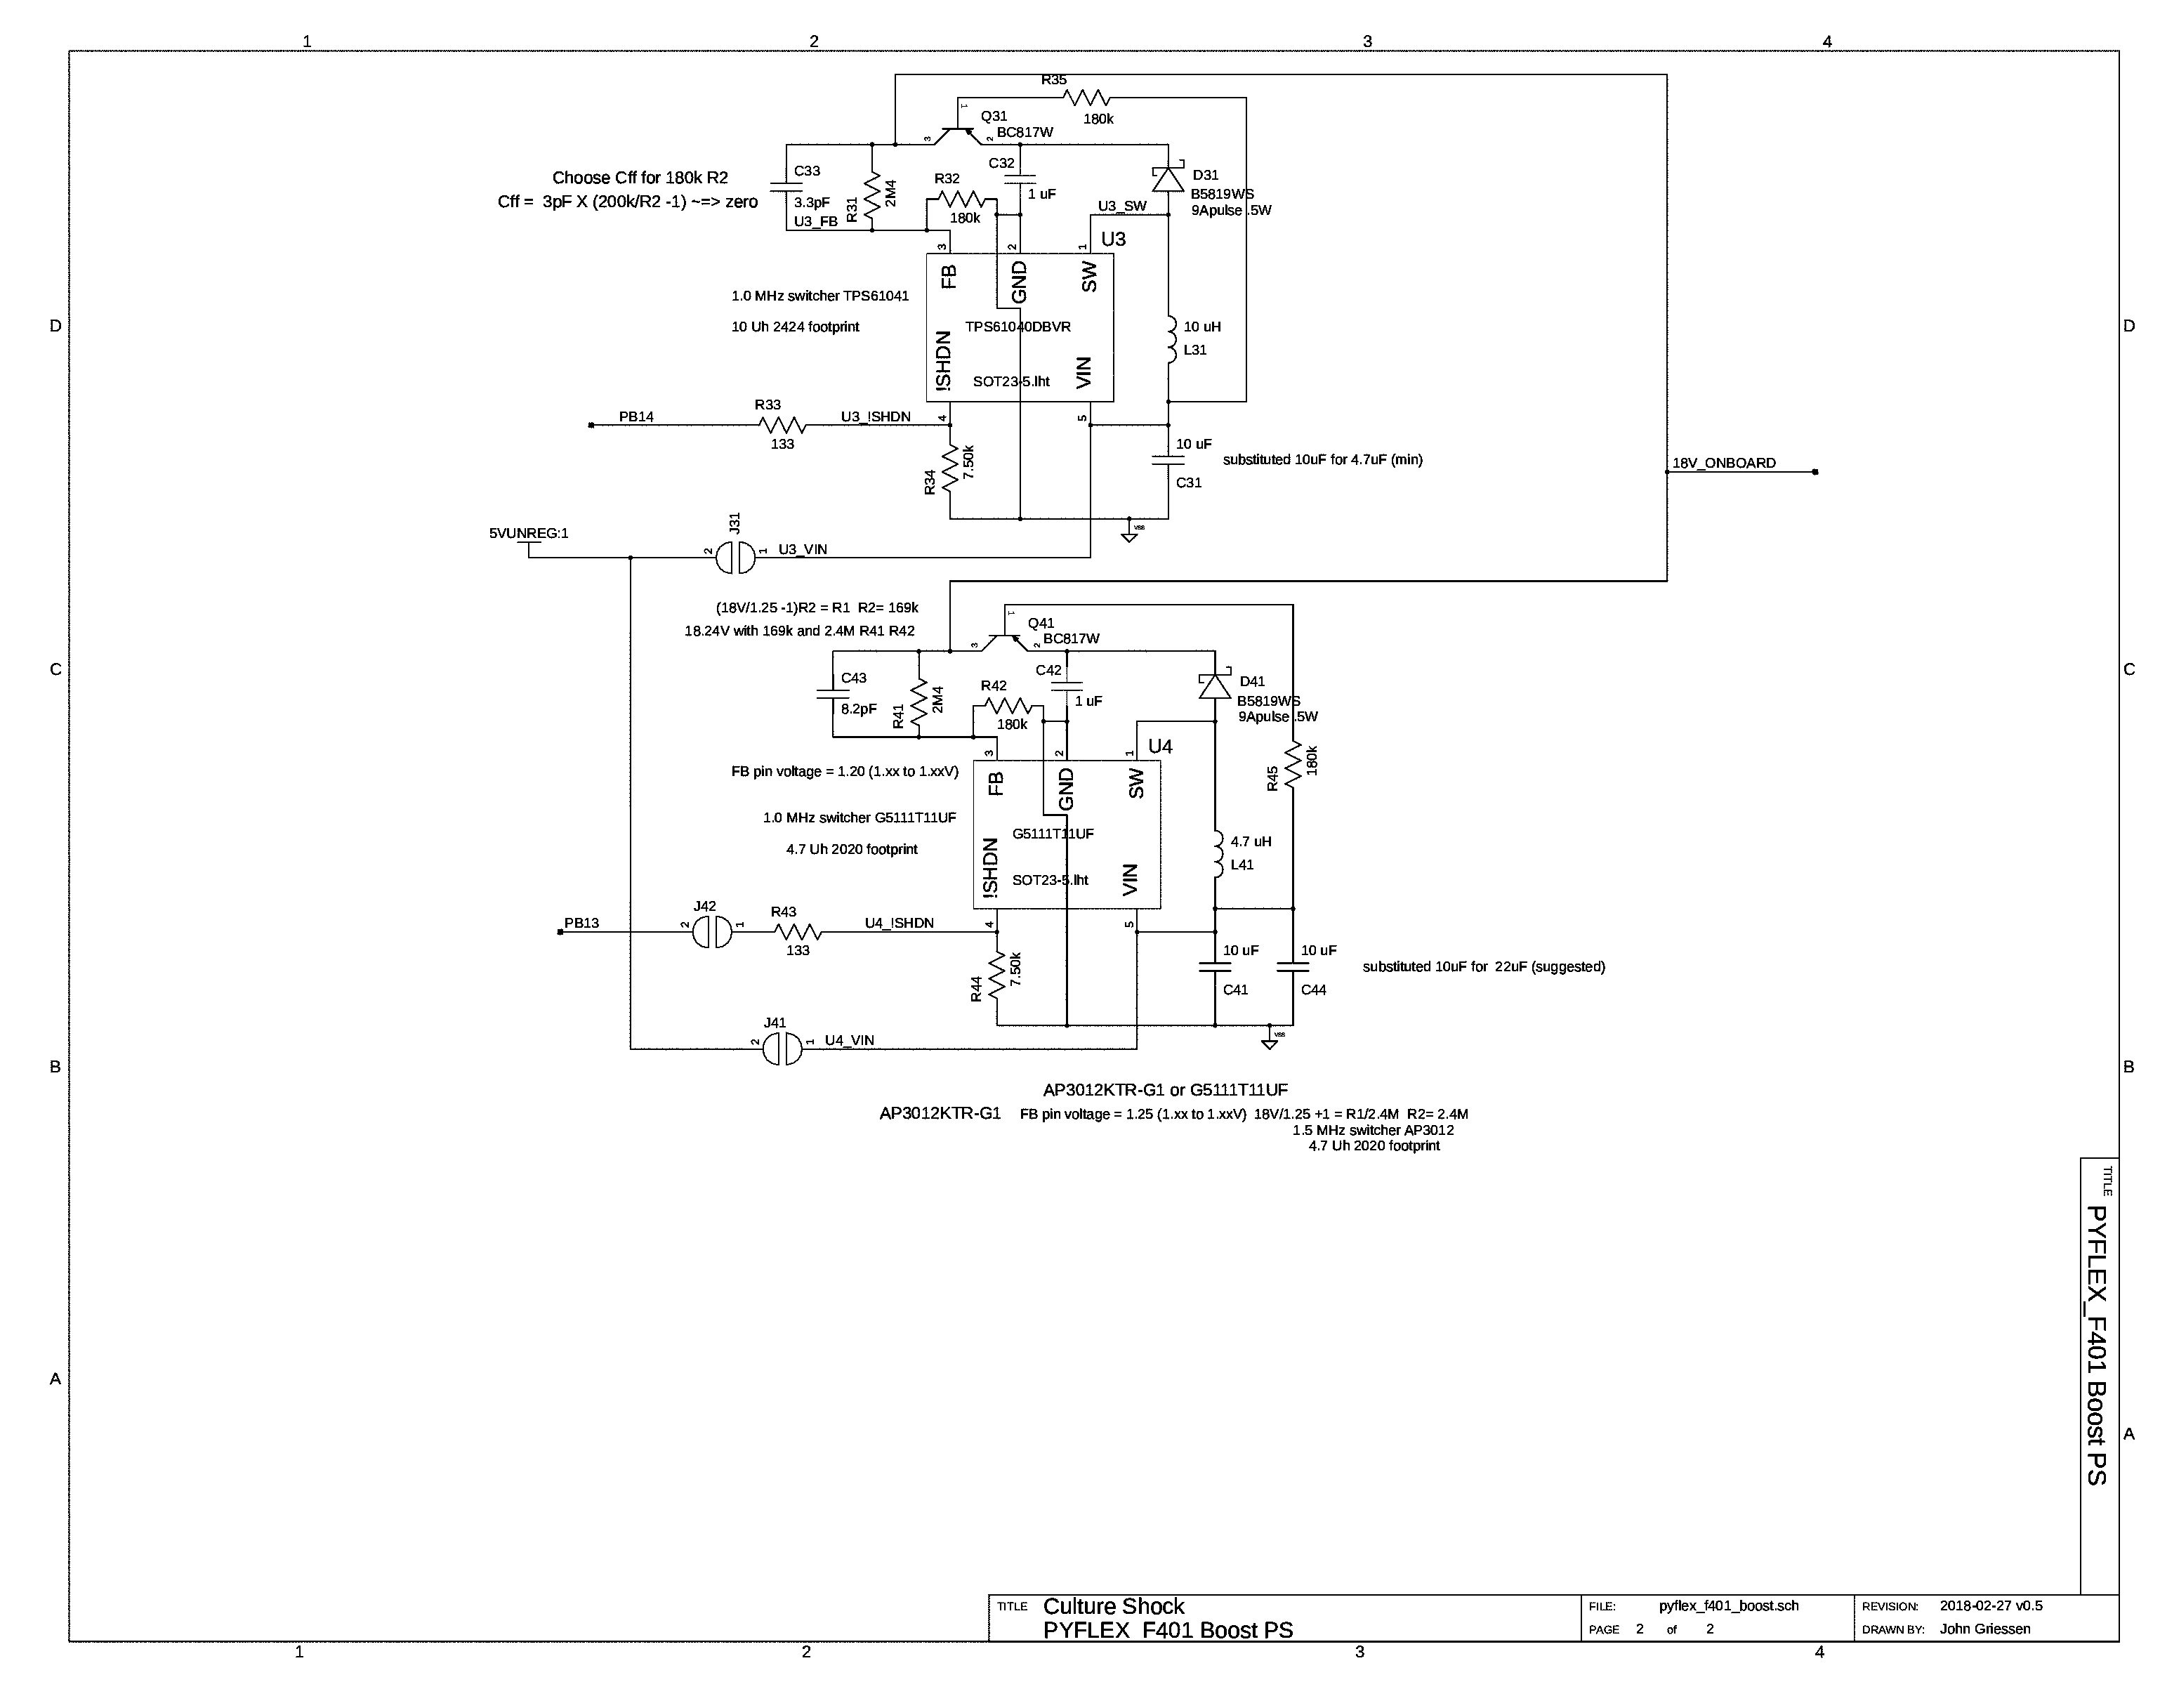 1
2
3
4
R35
180k
1
Q31
BC817W
3
2
C33
3.3pF
R31
2M4
R32
180k
C32
1 uF
D31
B5819WS
9Apulse .5W
Choose Cff for 180k R2
Cff =  3pF X (200k/R2 -1) ~=> zero
U3_FB
U3_SW
U3
3
2
1
FB
GND
SW
1.0 MHz switcher TPS61041
10 Uh 2424 footprint
TPS61040DBVR
D
D
10 uH
L31
!SHDN
SOT23-5.lht
VIN
PB14
R33
133
U3_!SHDN
4
5
R34
7.50k
10 uF
C31
substituted 10uF for 4.7uF (min)
18V_ONBOARD
VSS
5VUNREG:1
J31
2
1
U3_VIN
(18V/1.25 -1)R2 = R1  R2= 169k
18.24V with 169k and 2.4M R41 R42
1
Q41
BC817W
3
2
C
C
C43
8.2pF
R41
2M4
R42
180k
C42
1 uF
D41
B5819WS
9Apulse .5W
R45
180k
U4
3
2
1
FB
GND
SW
FB pin voltage = 1.20 (1.xx to 1.xxV)
1.0 MHz switcher G5111T11UF
4.7 Uh 2020 footprint
G5111T11UF
4.7 uH
L41
!SHDN
SOT23-5.lht
VIN
PB13
J42
2
1
R43
133
U4_!SHDN
4
5
R44
7.50k
10 uF
C41
10 uF
C44
substituted 10uF for  22uF (suggested)
VSS
J41
2
1
U4_VIN
B
B
AP3012KTR-G1 or G5111T11UF
AP3012KTR-G1    FB pin voltage = 1.25 (1.xx to 1.xxV)  18V/1.25 +1 = R1/2.4M  R2= 2.4M
1.5 MHz switcher AP3012
4.7 Uh 2020 footprint
A
A
TITLE PYFLEX_F401 Boost PS
TITLE Culture Shock
PYFLEX_F401 Boost PS
FILE: pyflex_f401_boost.sch
PAGE 2 of 2
REVISION: 2018-02-27 v0.5
DRAWN BY: John Griessen
1
2
3
4